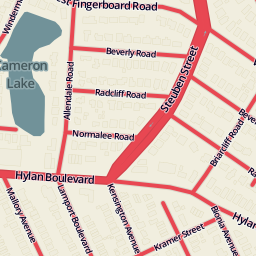 Fingerboard Road
Beverly Road
Allendale Road
Radcliff Road
Steuben Street
Cameron
Lake
Normalee Road
Briarcliff Road
Hylan Boulevard
Mallory Avenue
Lamport Boulevard
Kensington Avenue
Kramer Street
Bionia Avenue
Hylan